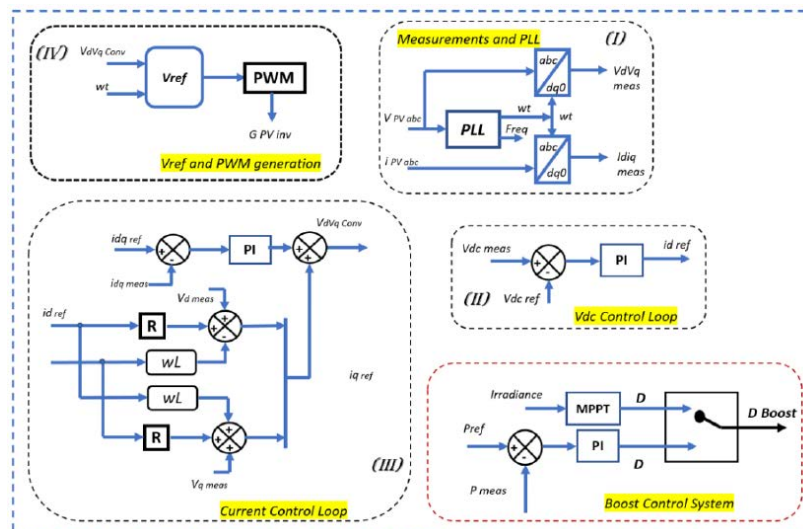 (IV)
VdVq Conv
wt
Vref
PWM
G PV inv
Vref and PWM generation
Measurements and PLL
(I)
abc
dq0
VdVq
meas
V PV abc
PLL
wt
Freq
wt
i PV abc
abc
dq0
Idiq
meas
idq ref
+
-
PI
+
+
VdVq Conv
idq meas
Vd meas
id ref
R
+
+
-
wL
wL
iq ref
R
+
+
+
Vq meas
(III)
Current Control Loop
Vdc meas
+
-
PI
id ref
(II)
Vdc ref
Vdc Control Loop
Irradiance
MPPT
D
D Boost
Pref
+
-
PI
D
P meas
Boost Control System